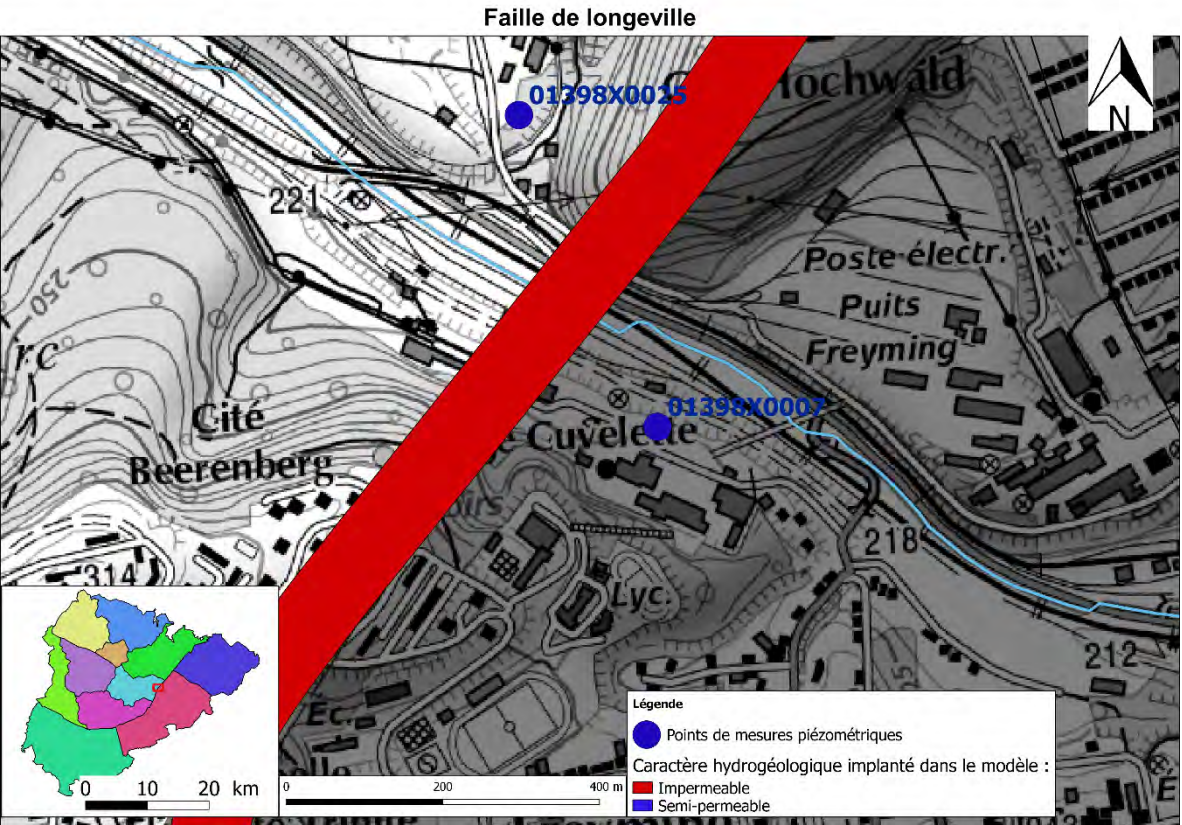 Faille de longeville
N
01398X0025
Hochwald
221
Poste électr.
Puits
Freyming
250
rc
01398X0007
Cuvelette
Cité
Beerenberg
218
314
Lyc.
212
Ec.
0 10 20 km
0 200 400 m
Légende
Points de mesures piézométriques
Caractère hydrogéologique implanté dans le modèle :
Impermeable
Semi-permeable